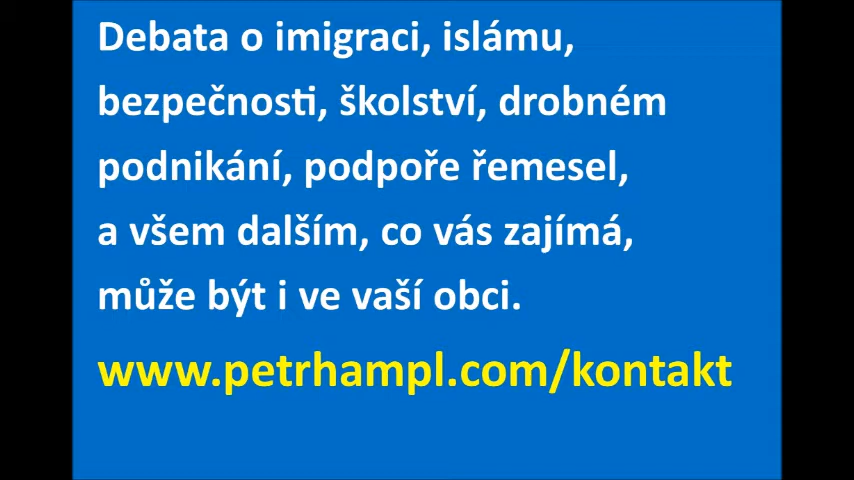 Debata o imigraci, islámu,
bezpečnosti, školství, drobném
podnikání, podpoře řemesel,
a všem dalším, co vás zajímá,
může být i ve vaší obci.
www.petrhampl.com/kontakt